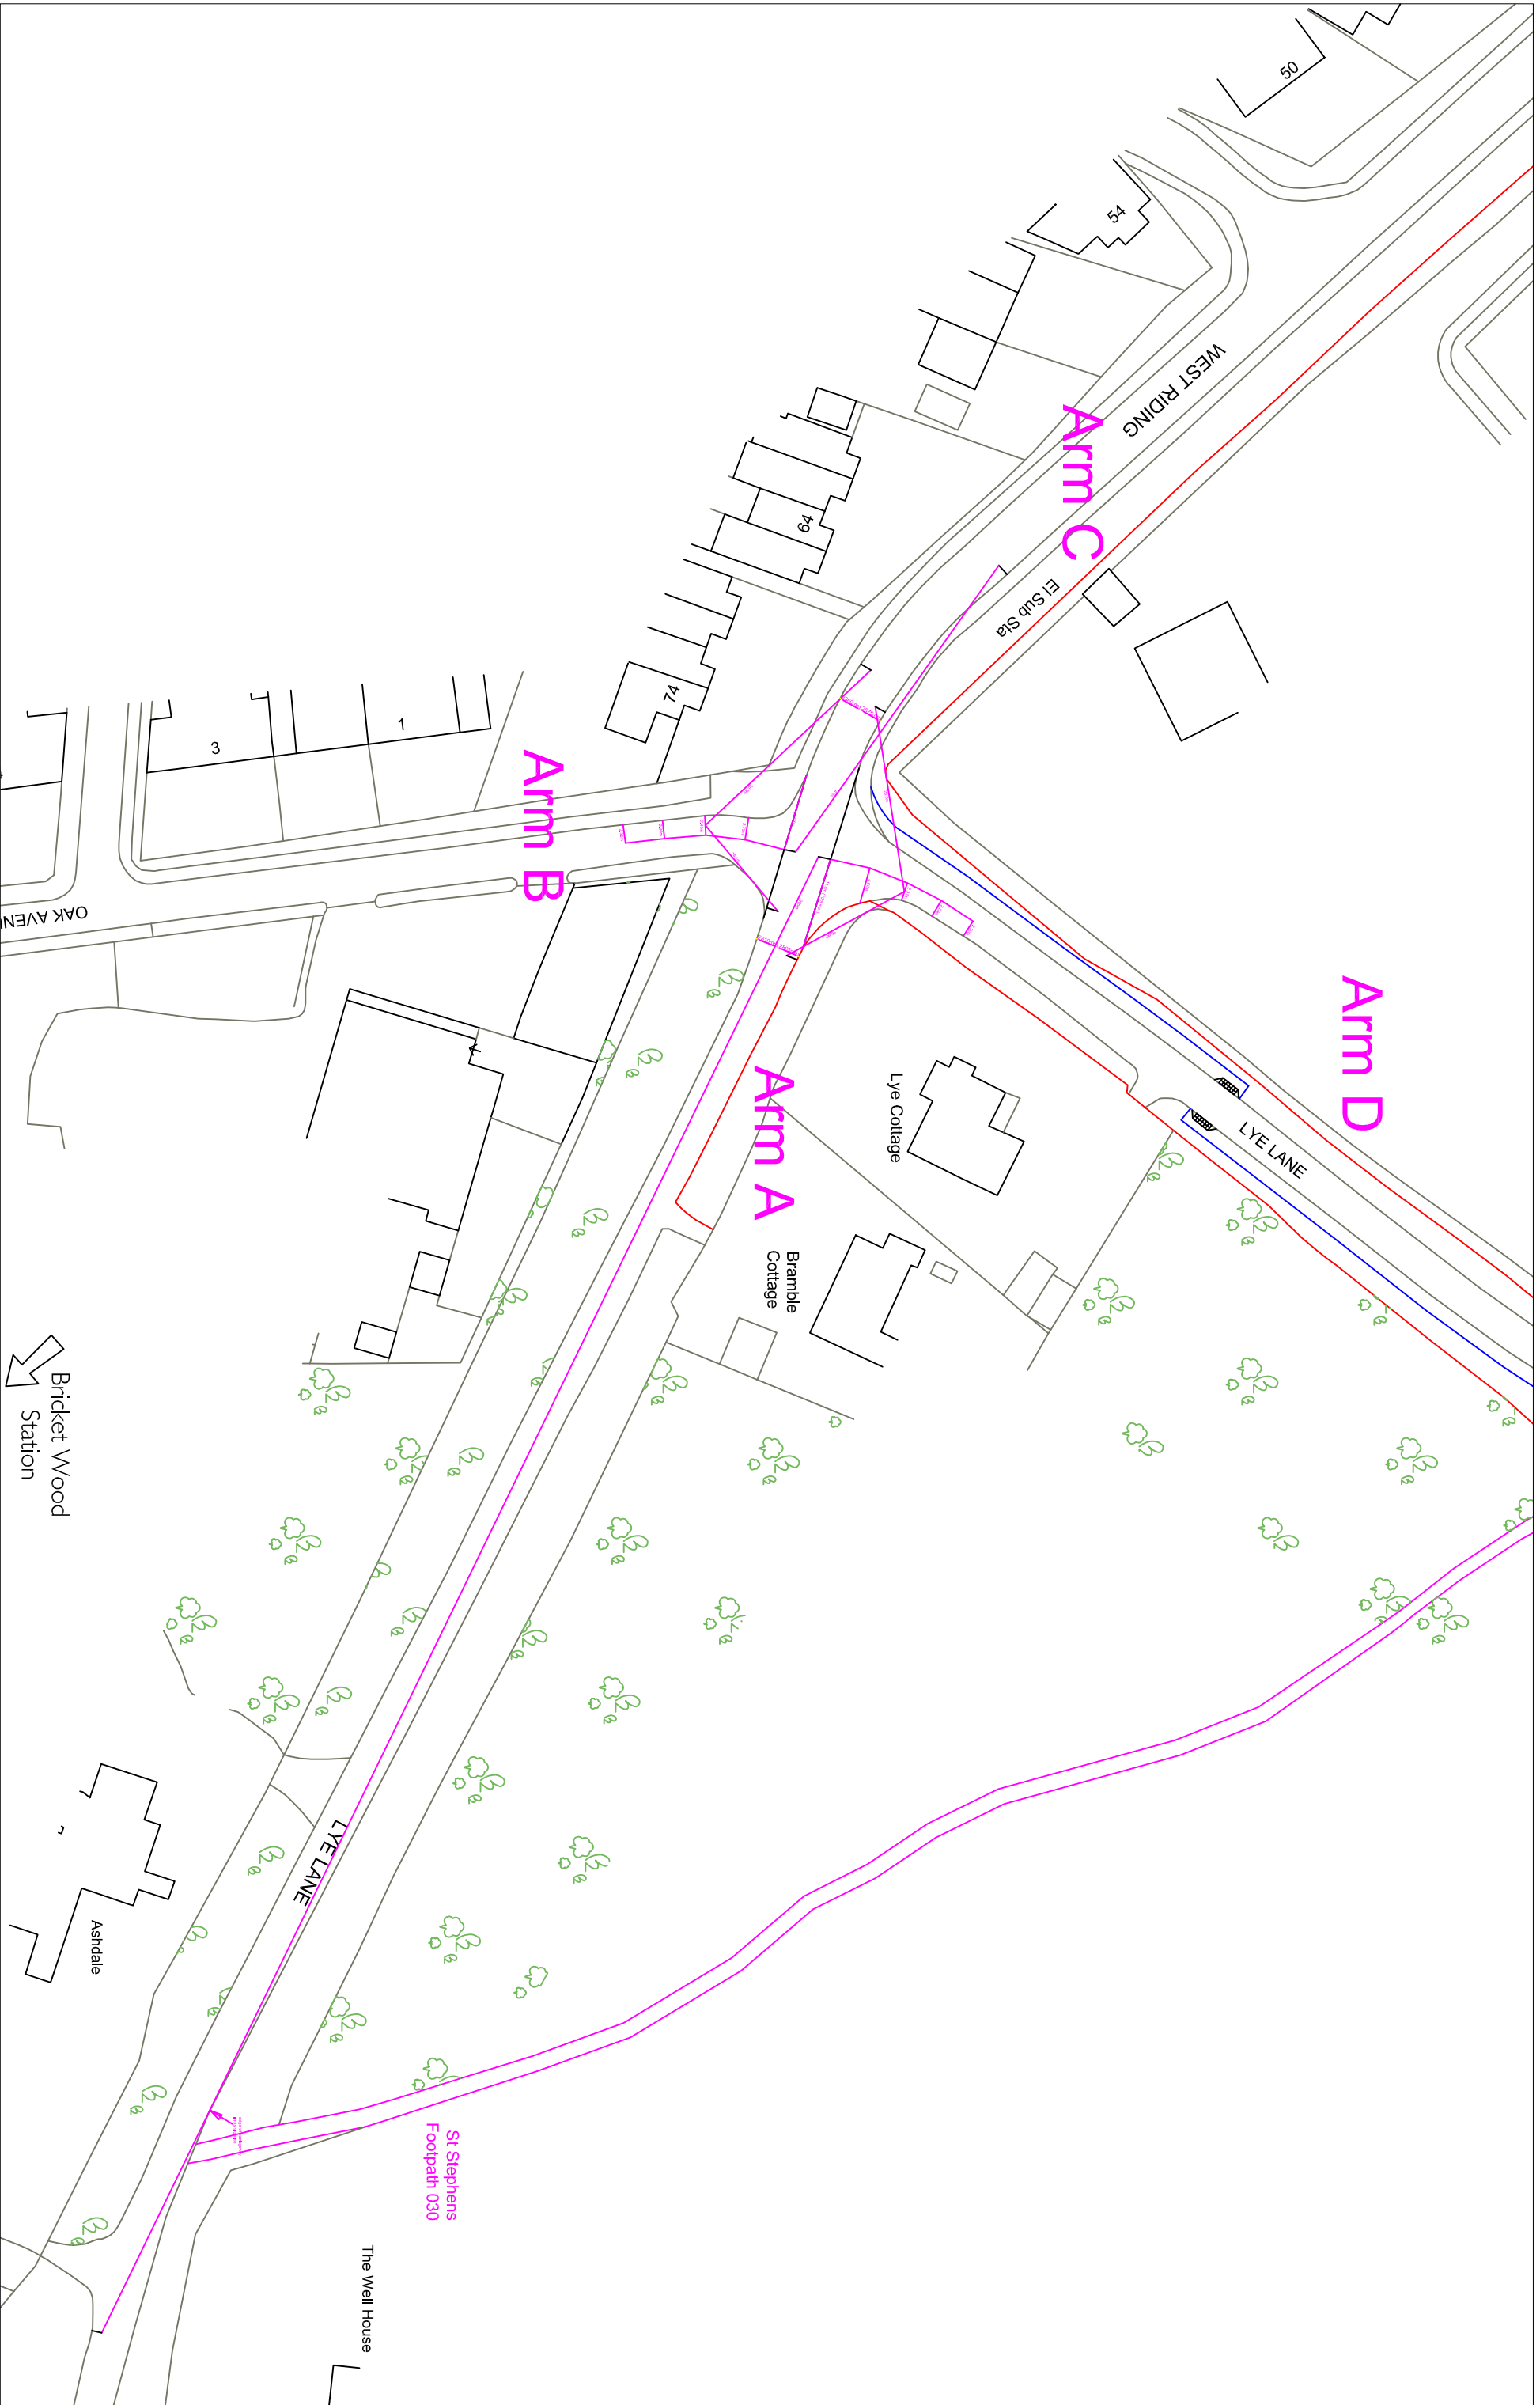 50
54
WEST RIDING
Arm C
El Sub Sta
64
74
1
3
Arm B
OAK AVEN
Arm D
LYE LANE
Lye Cottage
Arm A
Bramble
Cottage
Bricket Wood
Station
LYE LANE
Ashdale
St Stephens
Footpath 030
The Well House